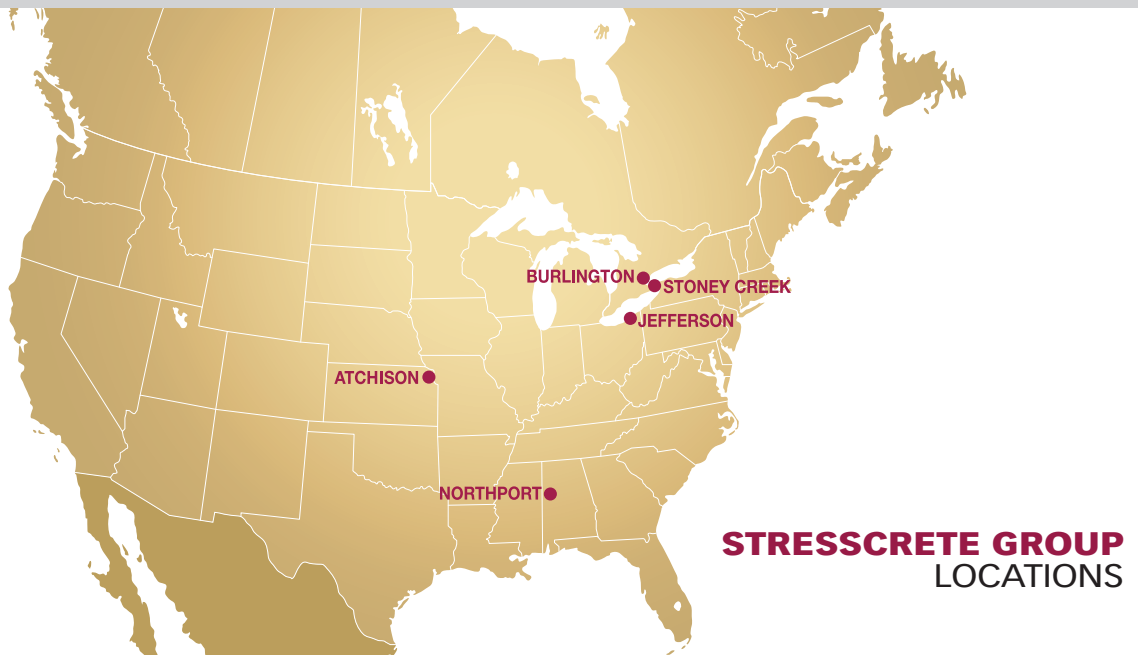 BURLINGTON
STONEY CREEK
JEFFERSON
ATCHISON
NORTHPORT
STRESSCRETE GROUP
LOCATIONS